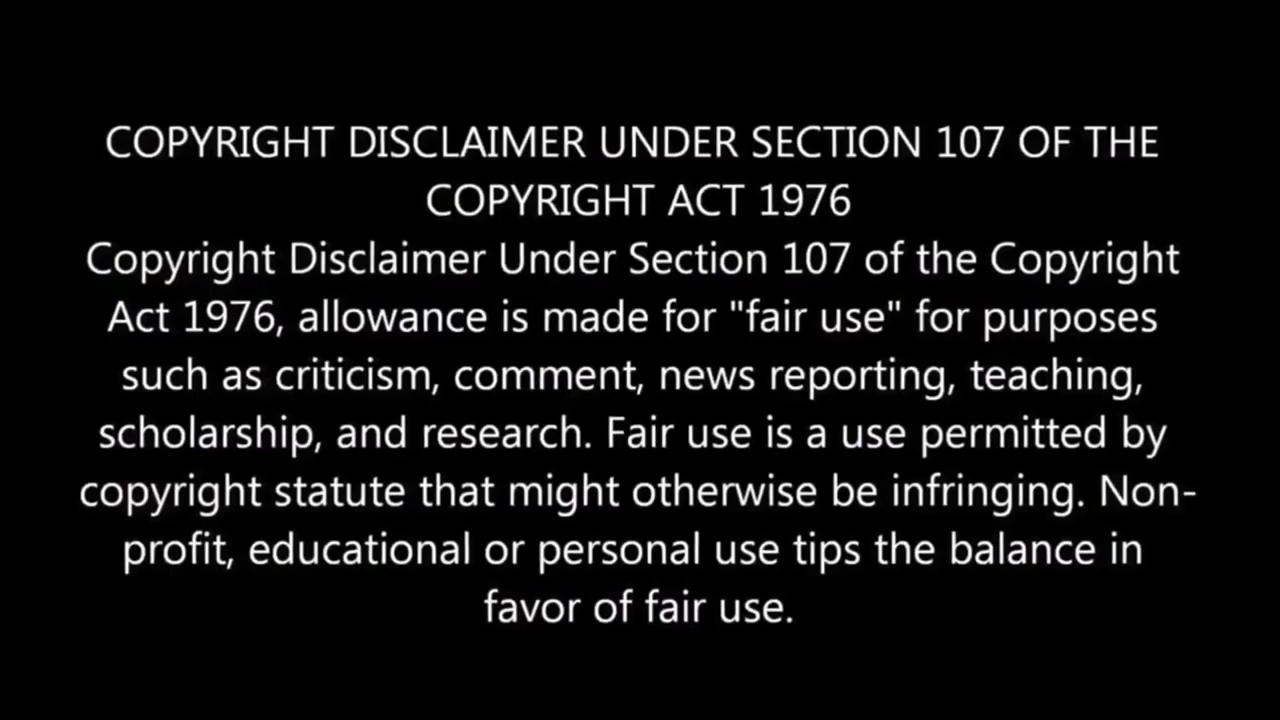 COPYRIGHT DISCLAIMER UNDER SECTION 107 OF THE
COPYRIGHT ACT 1976
Copyright Disclaimer Under Section 107 of the Copyright
Act 1976, allowance is made for "fair use" for purposes
such as criticism, comment, news reporting, teaching,
scholarship, and research. Fair use is a use permitted by
copyright statute that might otherwise be infringing. Non-
profit, educational or personal use tips the balance in
favor of fair use.